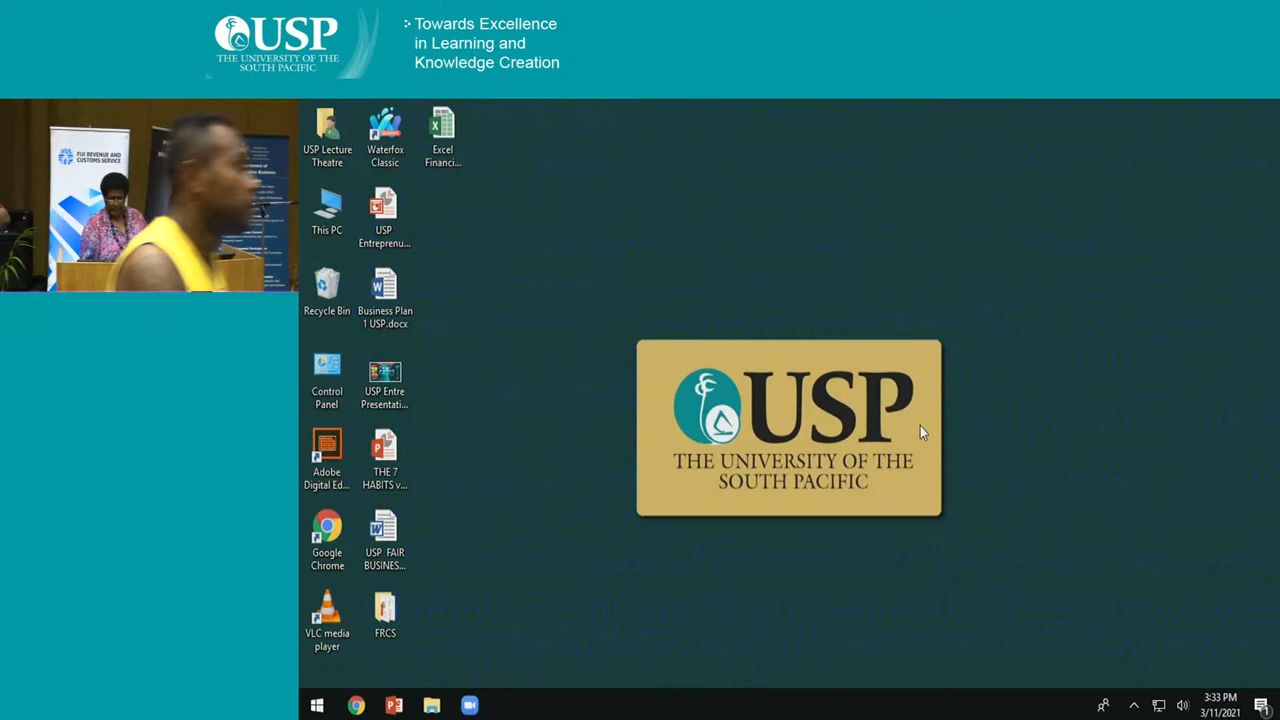 USP
THE UNIVERSITY OF THE
SOUTH PACIFIC
Towards Excellence
in Learning and
Knowledge Creation
FIJI REVENUE AND
CUSTOMS SERVICE
USP Lecture
Theatre
Waterfox
Classic
Excel
Financi...
This PC
USP
Entreprenu...
Recycle Bin
Business Plan
1 USP.docx
Control
Panel
USP Entre
Presentati...
Adobe
Digital Ed...
THE 7
HABITS v...
Google
Chrome
USP FAIR
BUSINES...
VLC media
player
FRCS
USP
THE UNIVERSITY OF THE
SOUTH PACIFIC
3:33 PM
3/11/2021